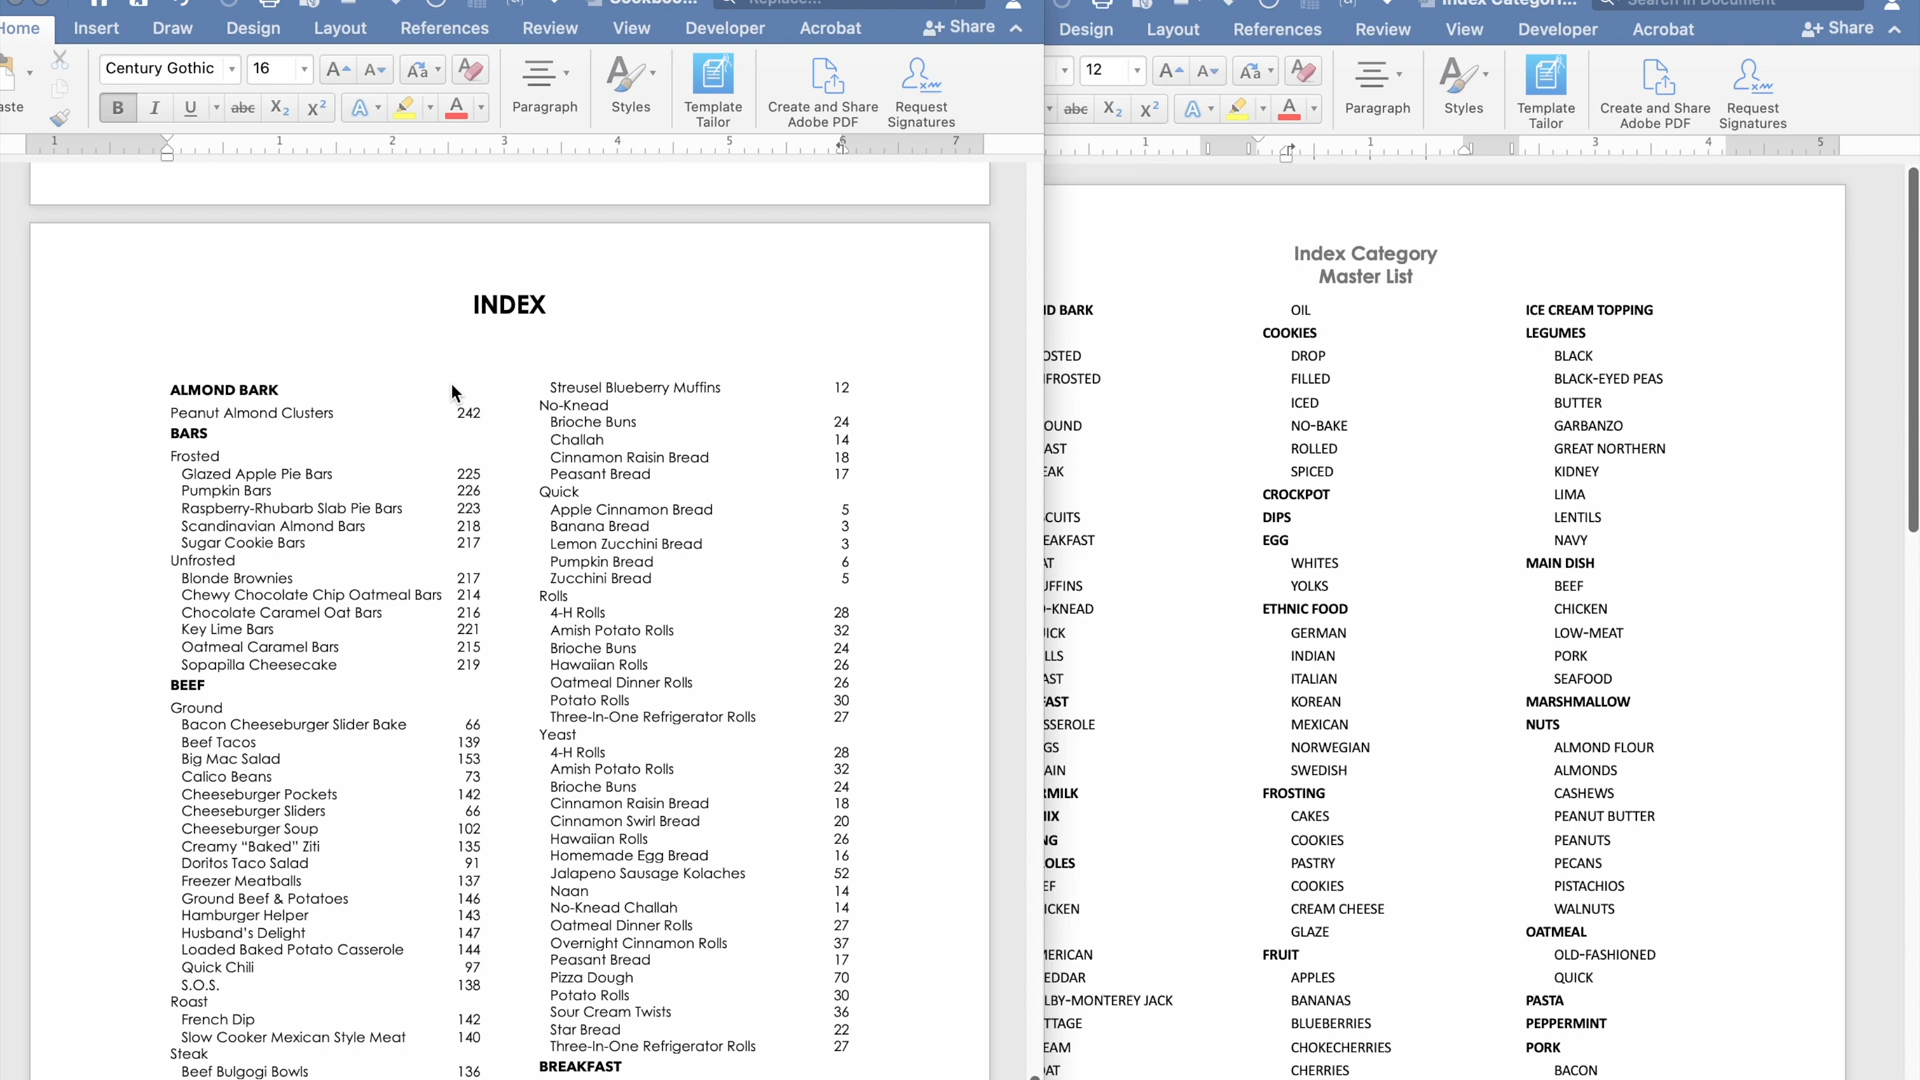 Home
Insert
Draw
Design
Layout
References
Review
View
Developer
Acrobat
Share
Design
Layout
References
Review
View
Developer
Acrobat
Share
Century Gothic
16
Paragraph
Styles
Template
Tailor
Create and Share
Adobe PDF
Request
Signatures
12
Paragraph
Styles
Template
Tailor
Create and Share
Adobe PDF
Request
Signatures
INDEX
ALMOND BARK
Peanut Almond Clusters 242
BARS
Frosted
Glazed Apple Pie Bars 225
Pumpkin Bars 226
Raspberry-Rhubarb Slab Pie Bars 223
Scandinavian Almond Bars 218
Sugar Cookie Bars 217
Unfrosted
Blonde Brownies 217
Chewy Chocolate Chip Oatmeal Bars 214
Chocolate Caramel Oat Bars 216
Key Lime Bars 221
Oatmeal Caramel Bars 215
Sopapilla Cheesecake 219
BEEF
Ground
Bacon Cheeseburger Slider Bake 66
Beef Tacos 139
Big Mac Salad 153
Calico Beans 73
Cheeseburger Pockets 142
Cheeseburger Sliders 66
Cheeseburger Soup 102
Creamy “Baked” Ziti 135
Doritos Taco Salad 91
Freezer Meatballs 137
Ground Beef & Potatoes 146
Hamburger Helper 143
Husband’s Delight 147
Loaded Baked Potato Casserole 144
Quick Chili 97
S.O.S. 138
Roast
French Dip 142
Slow Cooker Mexican Style Meat 140
Steak
Beef Bulgogi Bowls 136
Streusel Blueberry Muffins 12
No-Knead
Brioche Buns 24
Challah 14
Cinnamon Raisin Bread 18
Peasant Bread 17
Quick
Apple Cinnamon Bread 5
Banana Bread 3
Lemon Zucchini Bread 3
Pumpkin Bread 6
Zucchini Bread 5
Rolls
4-H Rolls 28
Amish Potato Rolls 32
Brioche Buns 24
Hawaiian Rolls 26
Oatmeal Dinner Rolls 26
Potato Rolls 30
Three-In-One Refrigerator Rolls 27
Yeast
4-H Rolls 28
Amish Potato Rolls 32
Brioche Buns 24
Cinnamon Raisin Bread 18
Cinnamon Swirl Bread 20
Hawaiian Rolls 26
Homemade Egg Bread 16
Jalapeno Sausage Kolaches 52
Naan 14
No-Knead Challah 14
Oatmeal Dinner Rolls 27
Overnight Cinnamon Rolls 37
Peasant Bread 17
Pizza Dough 70
Potato Rolls 30
Sour Cream Twists 36
Star Bread 22
Three-In-One Refrigerator Rolls 27
BREAKFAST
Index Category
Master List
BARK
OIL
COOKIES
DROP
FILLED
ICED
NO-BAKE
ROLLED
SPICED
CROCKPOT
DIPS
EGG
WHITES
YOLKS
ETHNIC FOOD
GERMAN
INDIAN
ITALIAN
KOREAN
MEXICAN
NORWEGIAN
SWEDISH
FROSTING
CAKES
COOKIES
PASTRY
COOKIES
CREAM CHEESE
GLAZE
FRUIT
APPLES
BANANAS
BLUEBERRIES
CHOKECHERRIES
CHERRIES
ICE CREAM TOPPING
LEGUMES
BLACK
BLACK-EYED PEAS
BUTTER
GARBANZO
GREAT NORTHERN
KIDNEY
LIMA
LENTILS
NAVY
MAIN DISH
BEEF
CHICKEN
LOW-MEAT
PORK
SEAFOOD
MARSHMALLOW
NUTS
ALMOND FLOUR
ALMONDS
CASHEWS
PEANUT BUTTER
PEANUTS
PECANS
PISTACHIOS
WALNUTS
OATMEAL
OLD-FASHIONED
QUICK
PASTA
PEPPERMINT
PORK
BACON